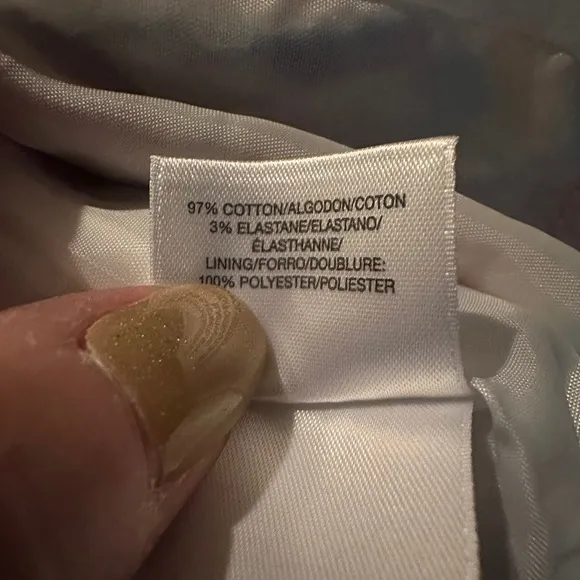 97% COTTON/ALGODON/COTON
3% ELASTANE/ELASTANO/
ÉLASTHANNE/
LINING/FORRO/DOUBLURE:
100% POLYESTER/POLIESTER